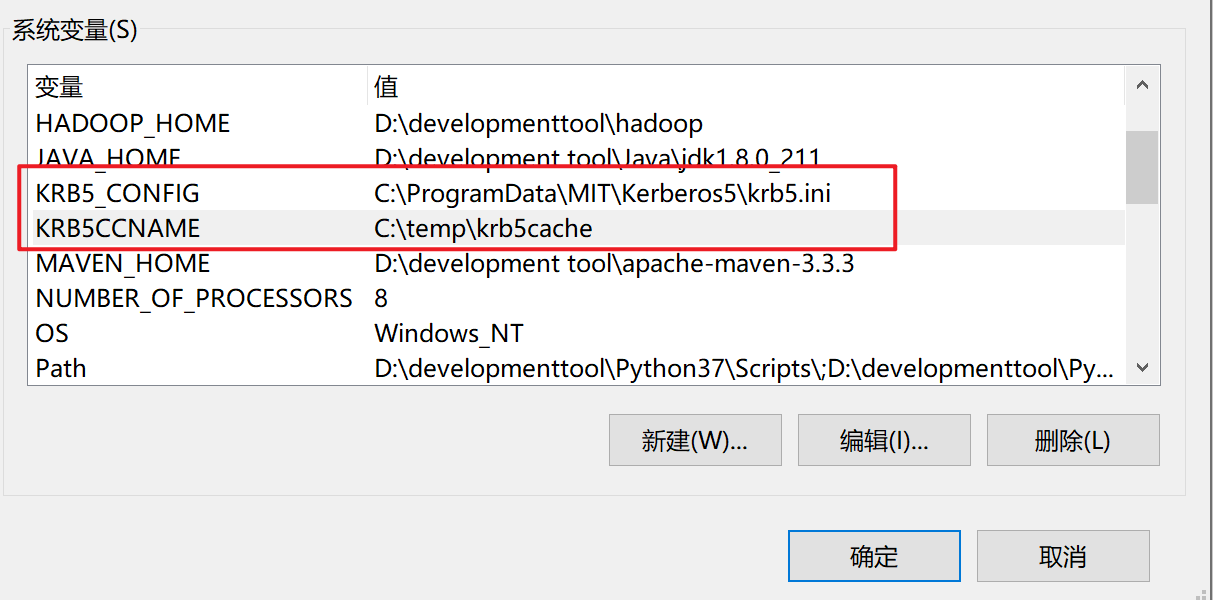 系统变量(S)
变量 值
HADOOP_HOME D:\developmenttool\hadoop
JAVA_HOME D:\development tool\Java\jdk1.8.0_211
KRB5_CONFIG C:\ProgramData\MIT\Kerberos5\krb5.ini
KRB5CCNAME C:\temp\krb5cache
MAVEN_HOME D:\development tool\apache-maven-3.3.3
NUMBER_OF_PROCESSORS 8
OS Windows_NT
Path D:\developmenttool\Python37\Scripts\;D:\developmenttool\Py...
新建(W)... 编辑(I)... 删除(L)
确定 取消